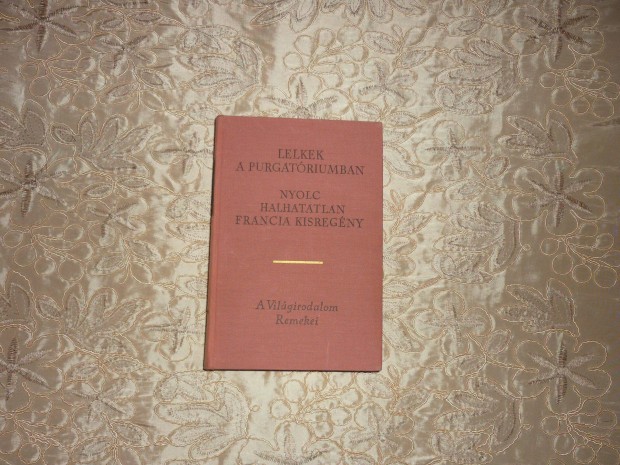 LELKEK
A PURGATÓRIUMBAN
NYOLC
HALHATATLAN
FRANCIA KISREGÉNY
A Világirodalom
Remekei